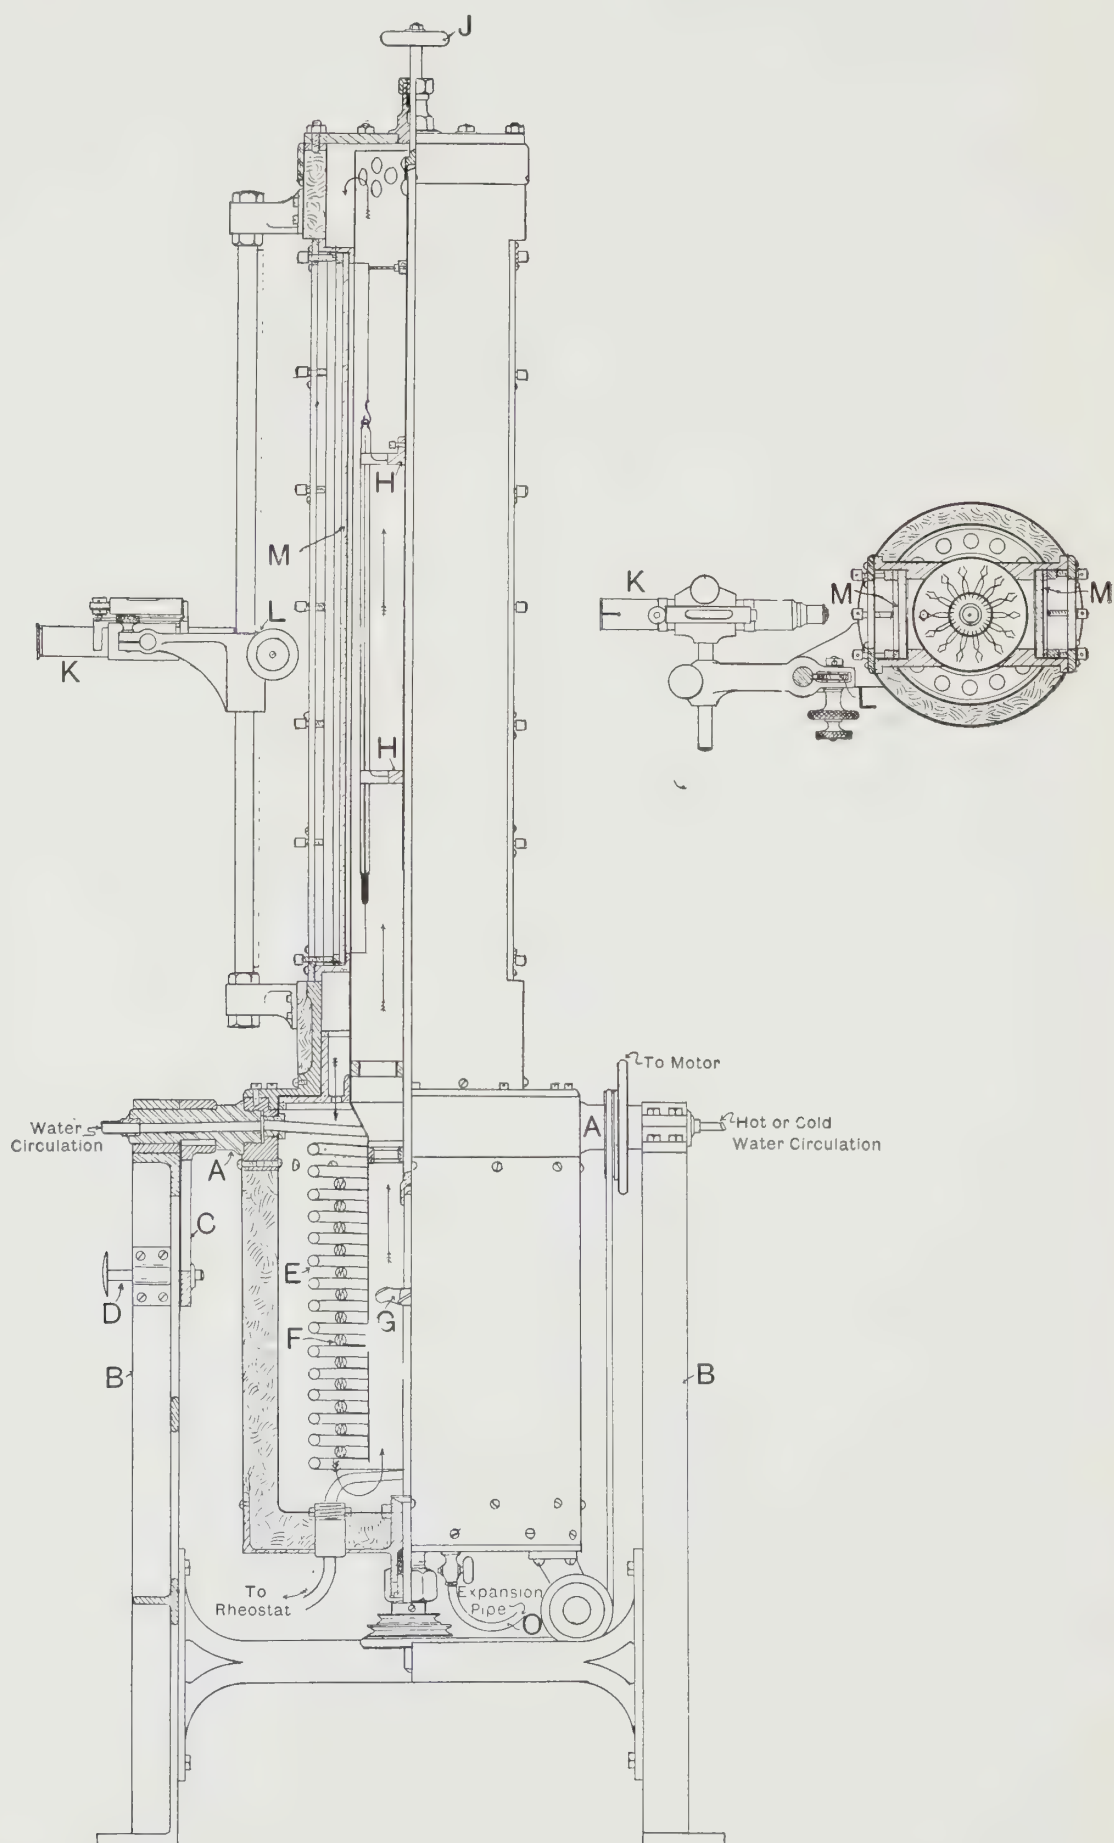 J
H
M
K
L
K
M
M
L
H
To Motor
Water
Circulation
A
A
Hot or Cold
Water Circulation
C
E
D
G
F
B
B
To
Rheostat
Expansion
Pipe
O